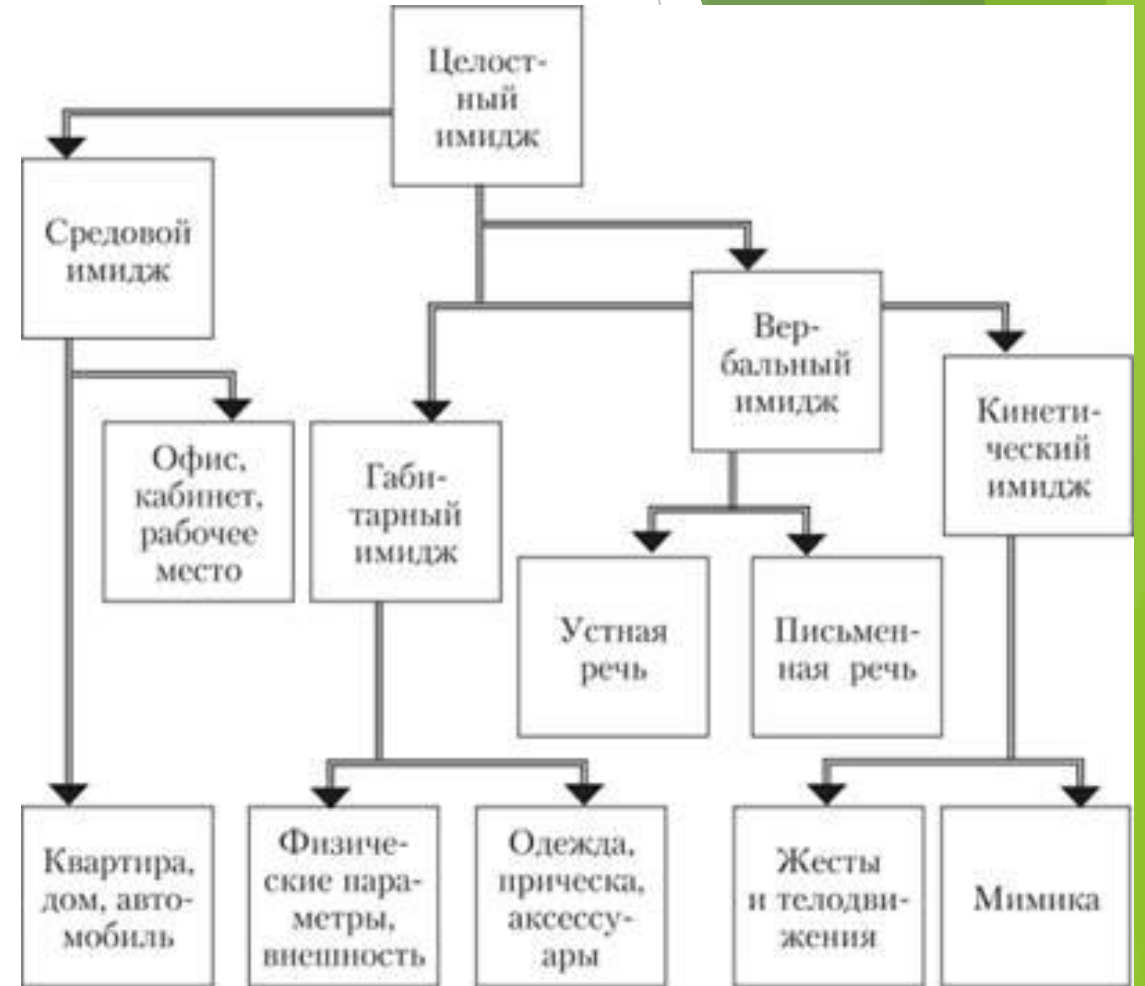 Целост-
ный
имидж
Средовой
имидж
Вер-
бальный
имидж
Кинети-
ческий
имидж
Офис,
кабинет,
рабочее
место
Габи-
тарный
имидж
Устная
речь
Письмен-
ная речь
Квартира,
дом, авто-
мобиль
Физиче-
ские пара-
метры,
внешность
Одежда,
прическа,
аксессу-
ары
Жесты
и телодви-
жения
Мимика